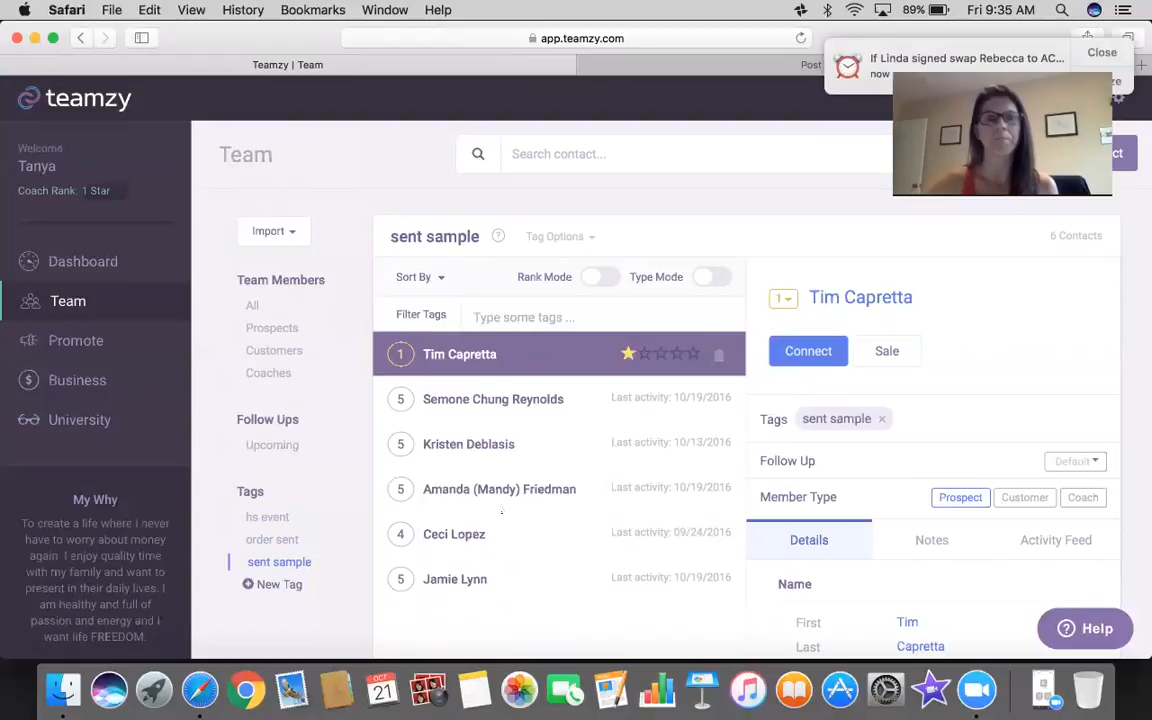 Safari File Edit View History Bookmarks Window Help 89% Fri 9:35 AM
app.teamzy.com
Teamzy | Team
Post
If Linda signed swap Rebecca to AC...
now
Close
teamzy
Welcome
Tanya
Coach Rank: 1 Star
Dashboard
Team
Promote
Business
University
My Why
To create a life where I never
have to worry about money
again. I enjoy quality time
with my family and want to
present in their daily lives. I
am healthy and full of
passion and energy and I
want life FREEDOM.
Team
Search contact...
ct
Import
Team Members
All
Prospects
Customers
Coaches
Follow Ups
Upcoming
Tags
hs event
order sent
sent sample
New Tag
sent sample ? Tag Options
6 Contacts
Sort By Rank Mode Type Mode
Filter Tags Type some tags ...
1 Tim Capretta
5 Semone Chung Reynolds Last activity: 10/19/2016
5 Kristen Deblasis Last activity: 10/13/2016
5 Amanda (Mandy) Friedman Last activity: 10/19/2016
4 Ceci Lopez Last activity: 09/24/2016
5 Jamie Lynn Last activity: 10/19/2016
1 Tim Capretta
Connect Sale
Tags sent sample ×
Follow Up Default
Member Type Prospect Customer Coach
Details Notes Activity Feed
Name
First Tim
Last Capretta
? Help
OCT
21